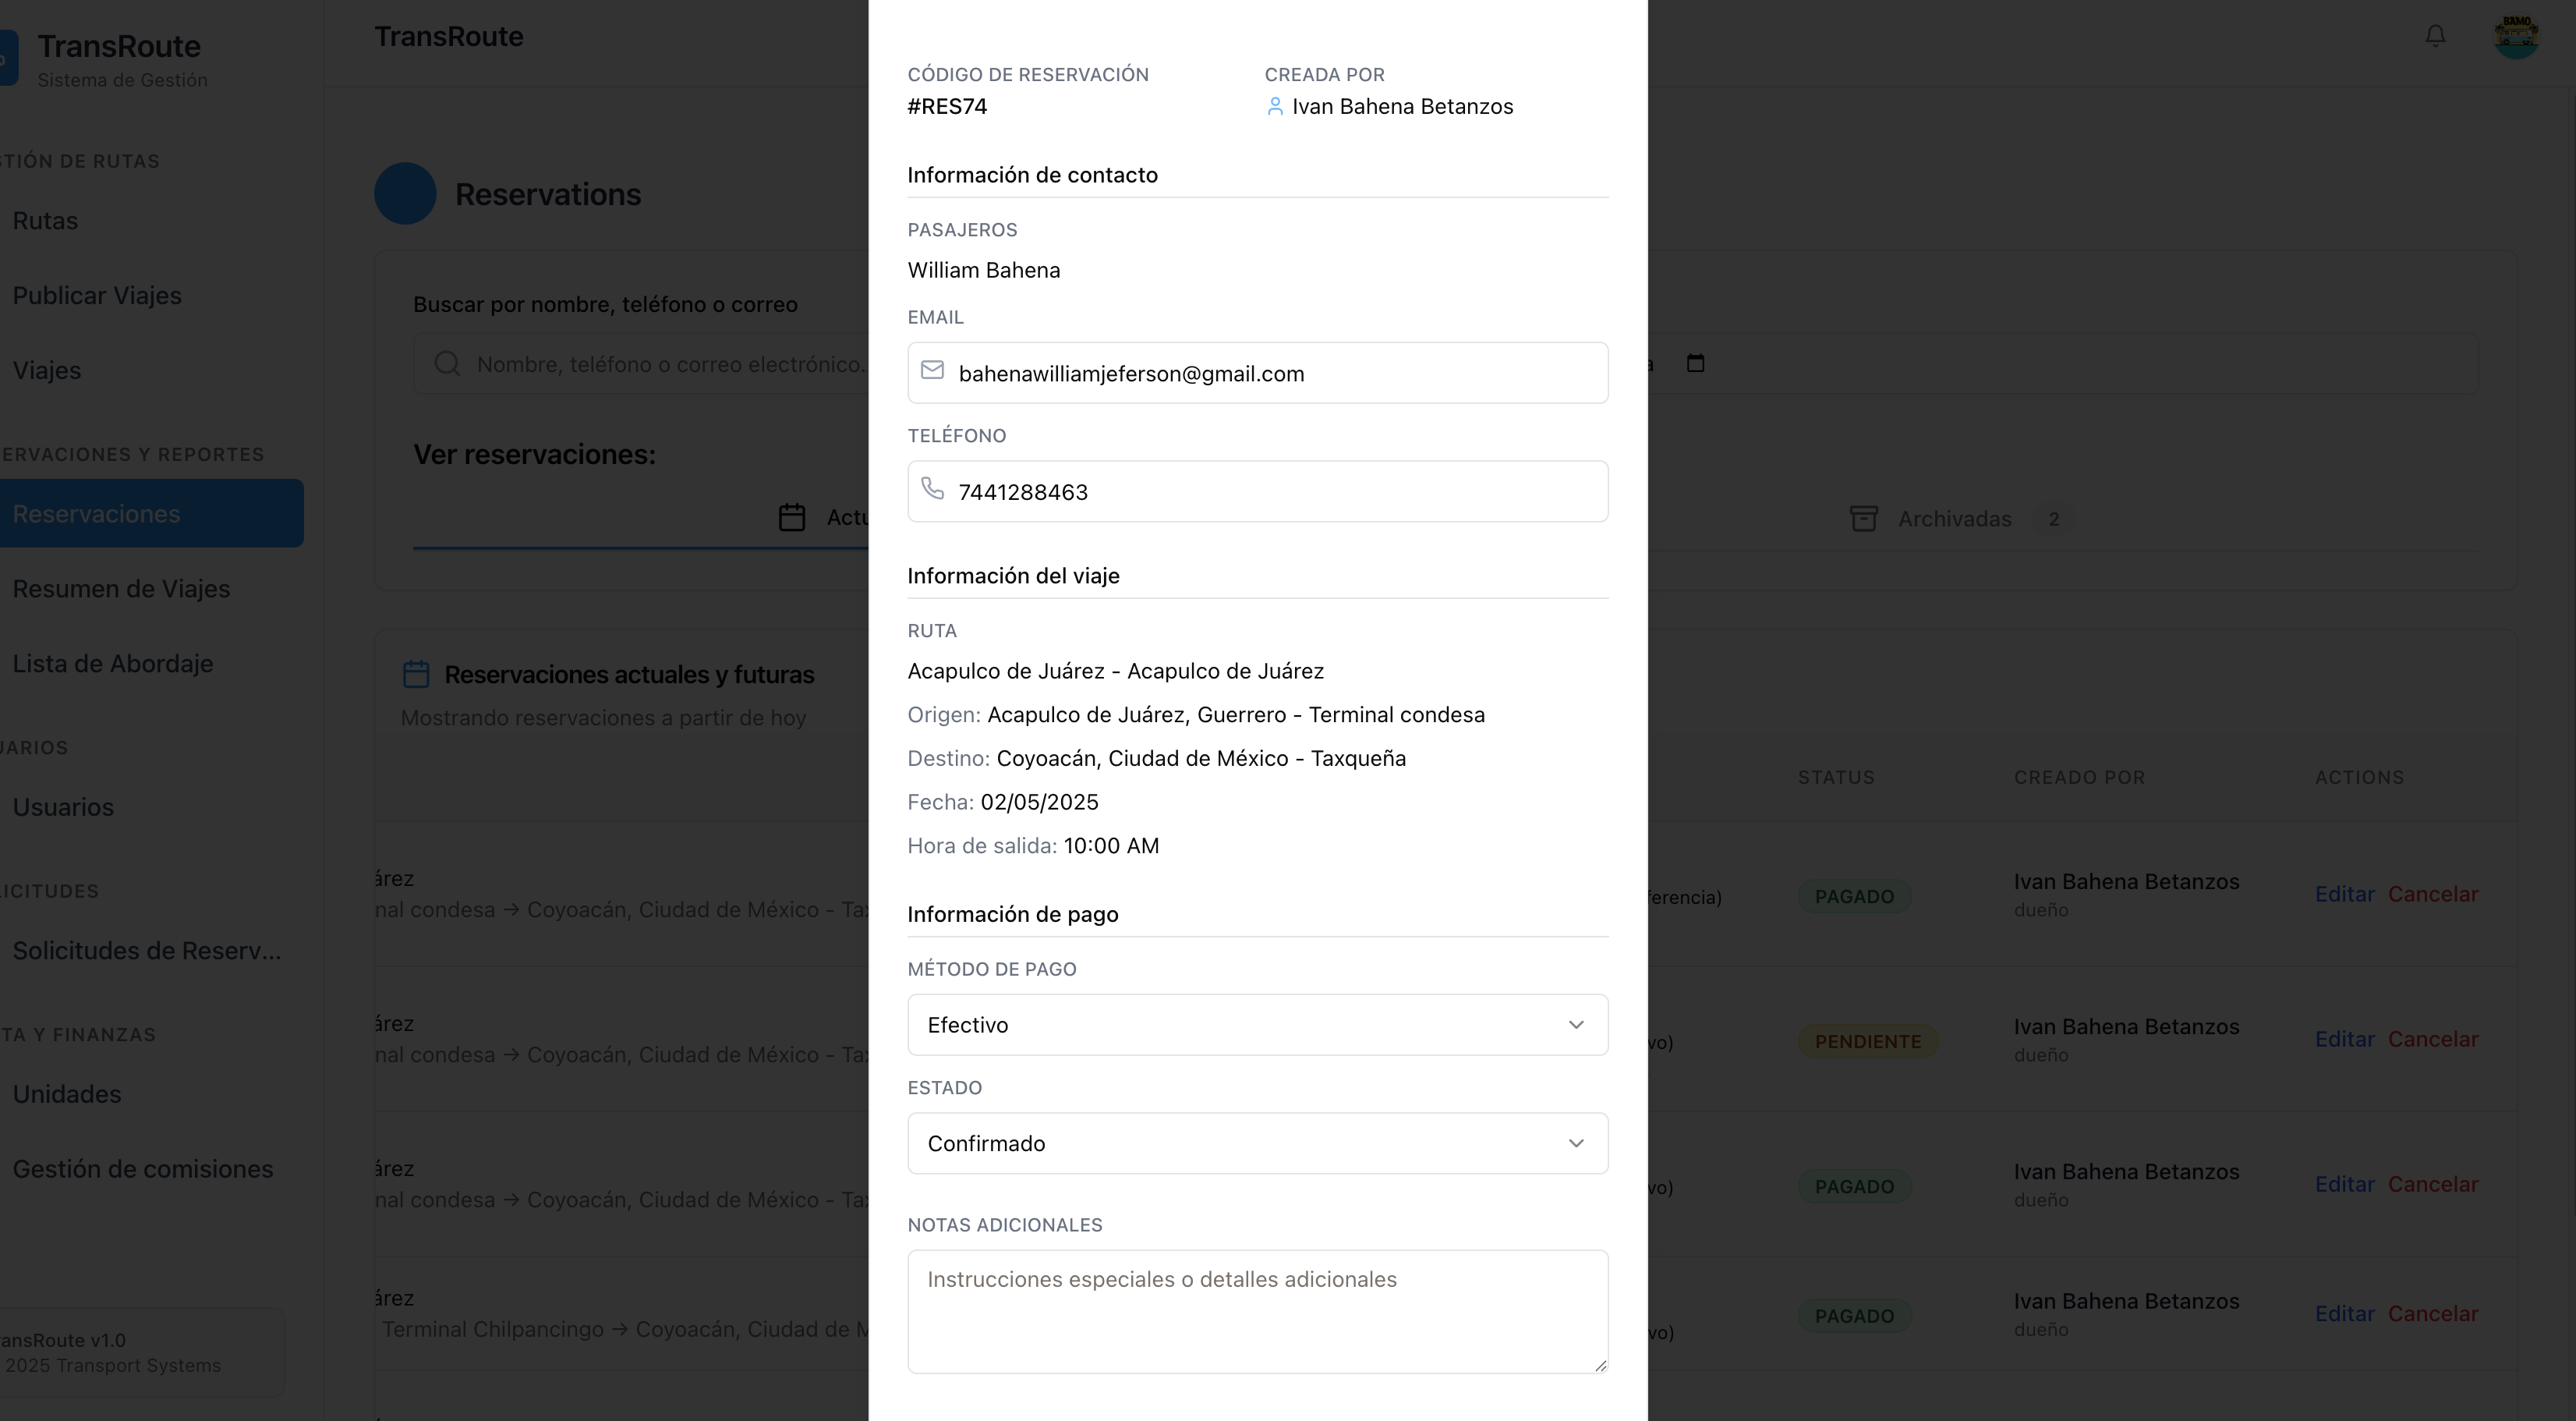 TransRoute
Sistema de Gestión
TransRoute
BAMO
STIÓN DE RUTAS
Rutas
Publicar Viajes
Viajes
ERVACIONES Y REPORTES
Reservaciones
Resumen de Viajes
Lista de Abordaje
UARIOS
Usuarios
LICITUDES
Solicitudes de Reserv...
TA Y FINANZAS
Unidades
Gestión de comisiones
ansRoute v1.0
2025 Transport Systems
Reservations
Buscar por nombre, teléfono o correo
Nombre, teléfono o correo electrónico.
a
Ver reservaciones:
Actu
Archivadas 2
Reservaciones actuales y futuras
Mostrando reservaciones a partir de hoy
STATUS CREADO POR ACTIONS
árez
nal condesa → Coyoacán, Ciudad de México - Tax
ferencia) PAGADO Ivan Bahena Betanzos Editar Cancelar
dueño
árez
nal condesa → Coyoacán, Ciudad de México - Tax
vo) PENDIENTE Ivan Bahena Betanzos Editar Cancelar
dueño
árez
nal condesa → Coyoacán, Ciudad de México - Tax
vo) PAGADO Ivan Bahena Betanzos Editar Cancelar
dueño
árez
Terminal Chilpancingo → Coyoacán, Ciudad de M
vo) PAGADO Ivan Bahena Betanzos Editar Cancelar
dueño
CÓDIGO DE RESERVACIÓN CREADA POR
#RES74 Ivan Bahena Betanzos
Información de contacto
PASAJEROS
William Bahena
EMAIL
bahenawilliamjeferson@gmail.com
TELÉFONO
7441288463
Información del viaje
RUTA
Acapulco de Juárez - Acapulco de Juárez
Origen: Acapulco de Juárez, Guerrero - Terminal condesa
Destino: Coyoacán, Ciudad de México - Taxqueña
Fecha: 02/05/2025
Hora de salida: 10:00 AM
Información de pago
MÉTODO DE PAGO
Efectivo
ESTADO
Confirmado
NOTAS ADICIONALES
Instrucciones especiales o detalles adicionales